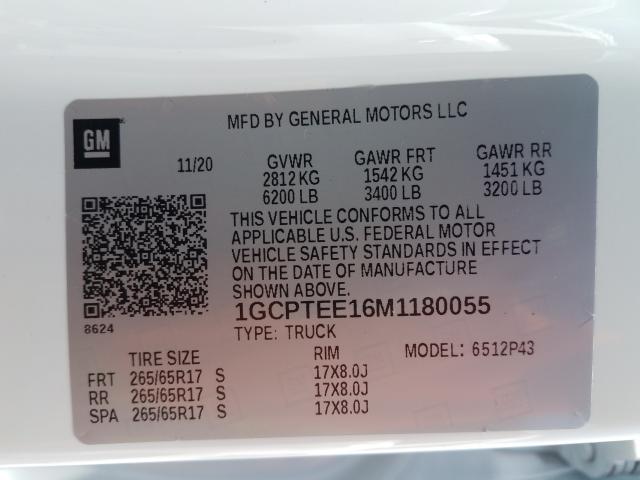 GM
MFD BY GENERAL MOTORS LLC
11/20 GVWR GAWR FRT GAWR RR
2812 KG 1542 KG 1451 KG
6200 LB 3400 LB 3200 LB
THIS VEHICLE CONFORMS TO ALL
APPLICABLE U.S. FEDERAL MOTOR
VEHICLE SAFETY STANDARDS IN EFFECT
ON THE DATE OF MANUFACTURE
SHOWN ABOVE.
8624
1GCPTEE16M1180055
TYPE: TRUCK
TIRE SIZE RIM MODEL: 6512P43
FRT 265/65R17 S 17X8.0J
RR 265/65R17 S 17X8.0J
SPA 265/65R17 S 17X8.0J